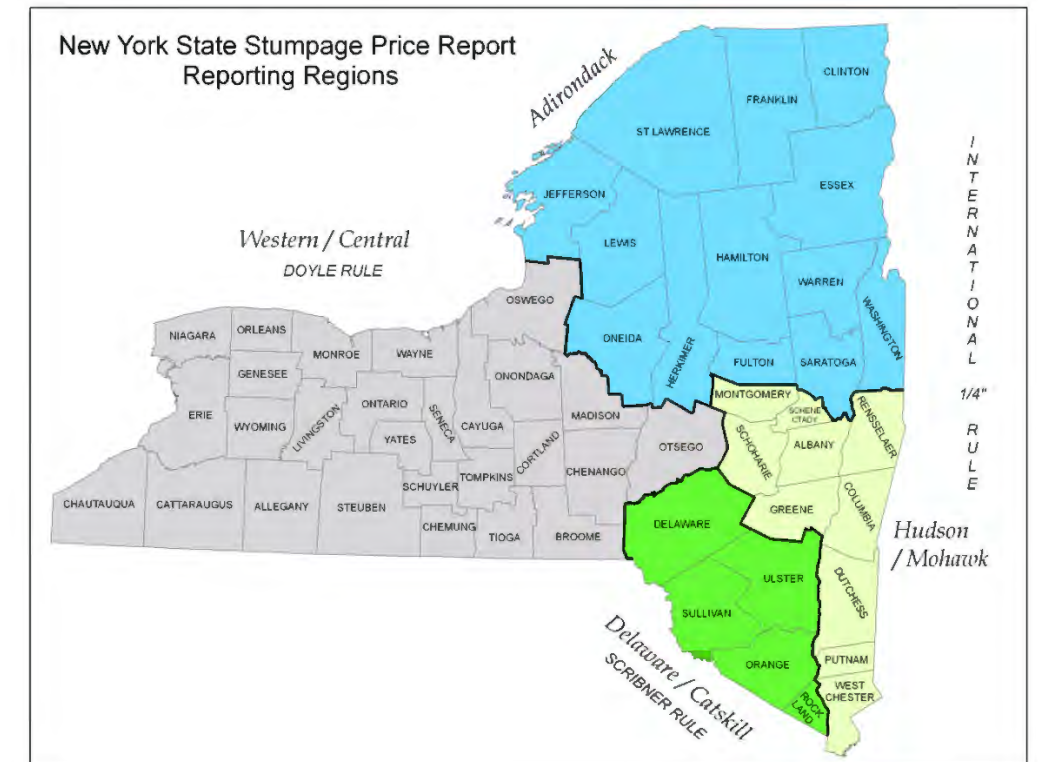 New York State Stumpage Price Report
Reporting Regions
Adirondack
CLINTON
FRANKLIN
ST LAWRENCE
ESSEX
JEFFERSON
LEWIS
HAMILTON
WARREN
WASHINGTON
ONEIDA
HERKIMER
FULTON
SARATOGA
INTERNATIONAL 1/4" RULE
Western / Central
DOYLE RULE
OSWEGO
NIAGARA
ORLEANS
MONROE
WAYNE
GENESEE
ONONDAGA
ERIE
WYOMING
LIVINGSTON
ONTARIO
SENECA
CAYUGA
MADISON
YATES
CORTLAND
OTSEGO
CHENANGO
TOMPKINS
SCHUYLER
CHAUTAUQUA
CATTARAUGUS
ALLEGANY
STEUBEN
CHEMUNG
TIOGA
BROOME
MONTGOMERY
SCHENE
CTADY
RENSSELAER
SCHOHARIE
ALBANY
GREENE
COLUMBIA
Hudson
/ Mohawk
DUTCHESS
PUTNAM
WEST
CHESTER
DELAWARE
ULSTER
SULLIVAN
ORANGE
ROCK
LAND
Delaware / Catskill
SCRIBNER RULE